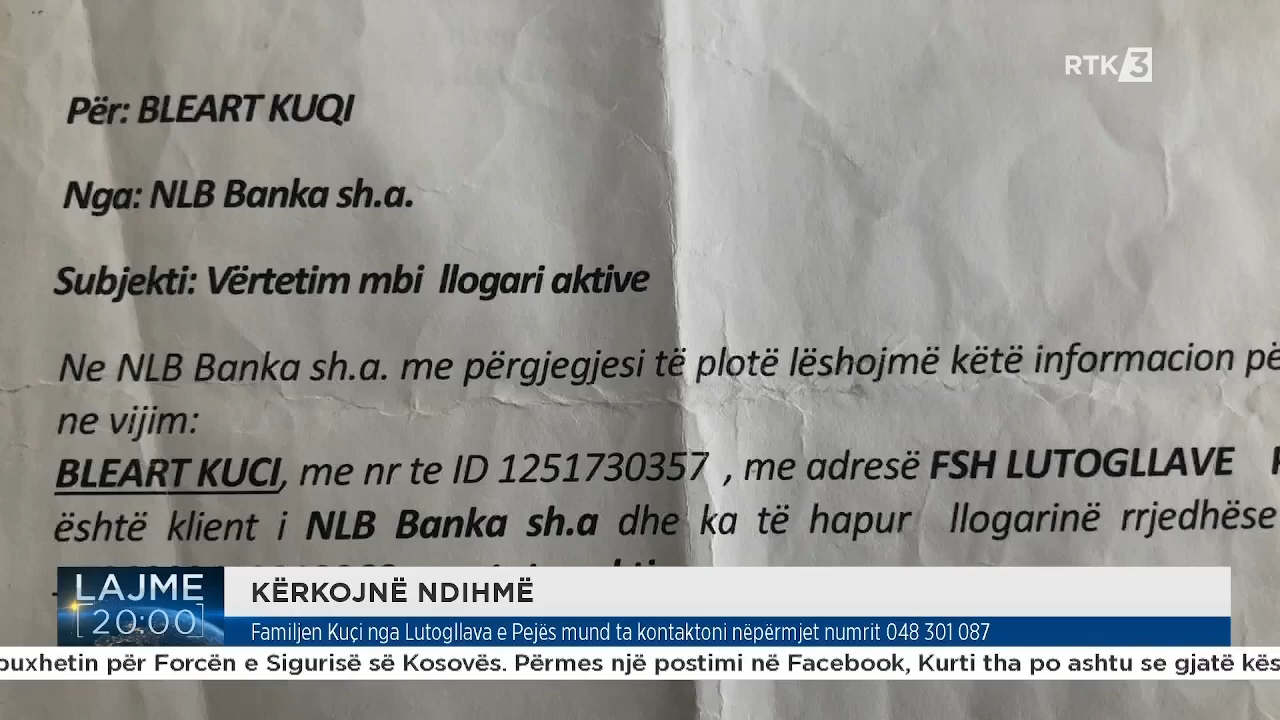 RTK 3
Për: BLEART KUQI
Nga: NLB Banka sh.a.
Subjekti: Vërtetim mbi llogari aktive
Ne NLB Banka sh.a. me përgjegjesi të plotë lëshojmë këtë informacion
ne vijim:
BLEART KUCI, me nr te ID 1251730357 , me adresë FSH LUTOGLLAVE
është klient i NLB Banka sh.a dhe ka të hapur llogarinë rrjedhëse
LAJME
[20:00]
KËRKOJNË NDIHMË
Familjen Kuçi nga Lutogllava e Pejës mund ta kontaktoni nëpërmjet numrit 048 301 087
buxhetin për Forcën e Sigurisë së Kosovës. Përmes një postimi në Facebook, Kurti tha po ashtu se gjatë